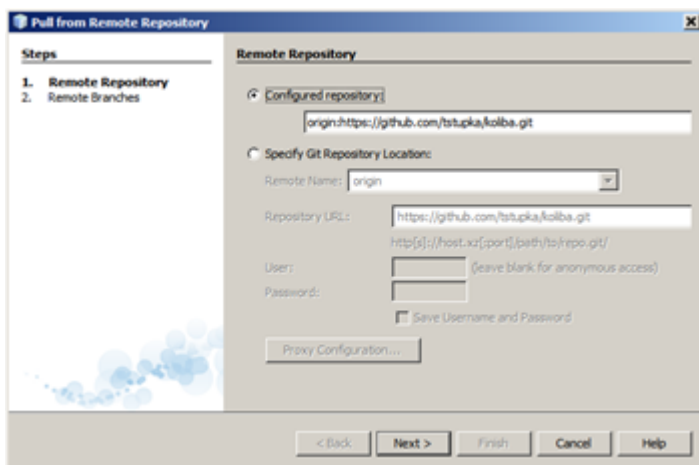 Pull from Remote Repository
Steps
1. Remote Repository
2. Remote Branches
Remote Repository
Configured repository:
origin:https://github.com/tstupka/koliba.git
Specify Git Repository Location:
Remote Name: origin
Repository URL: https://github.com/tstupka/koliba.git
http[s]://host.xz[:port]/path/to/repo.git/
User: (leave blank for anonymous access)
Password:
Save Username and Password
Proxy Configuration...
< Back Next > Finish Cancel Help